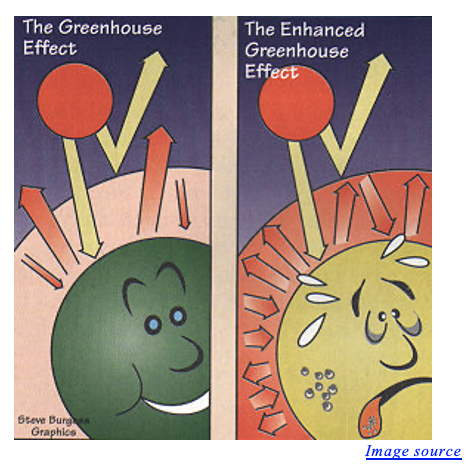 The Greenhouse
Effect
The Enhanced
Greenhouse
Effect
Steve Burgess
Graphics
Image source